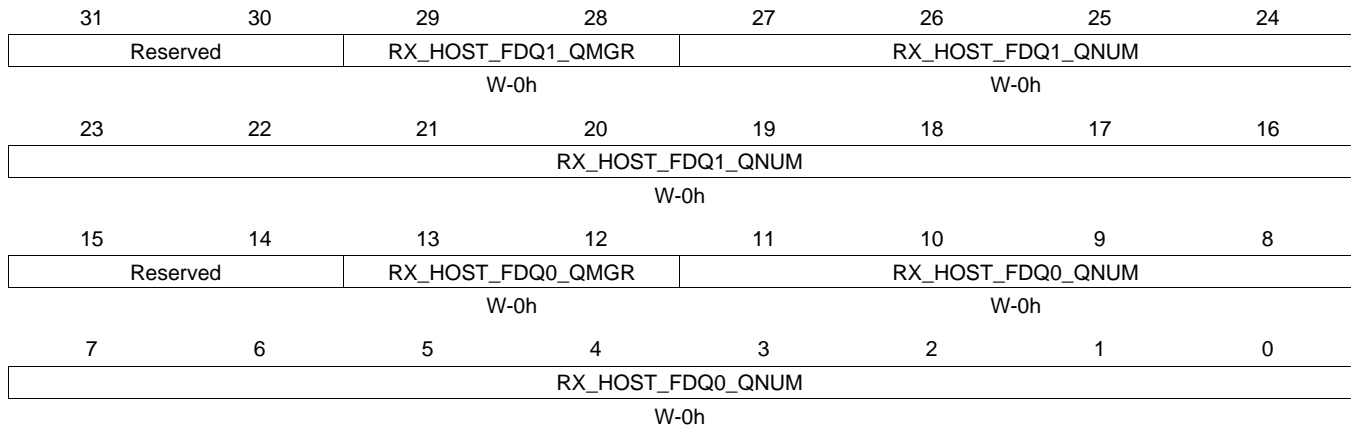 31 30 29 28 27 26 25 24
Reserved RX_HOST_FDQ1_QMGR RX_HOST_FDQ1_QNUM
W-0h W-0h
23 22 21 20 19 18 17 16
RX_HOST_FDQ1_QNUM
W-0h
15 14 13 12 11 10 9 8
Reserved RX_HOST_FDQ0_QMGR RX_HOST_FDQ0_QNUM
W-0h W-0h
7 6 5 4 3 2 1 0
RX_HOST_FDQ0_QNUM
W-0h